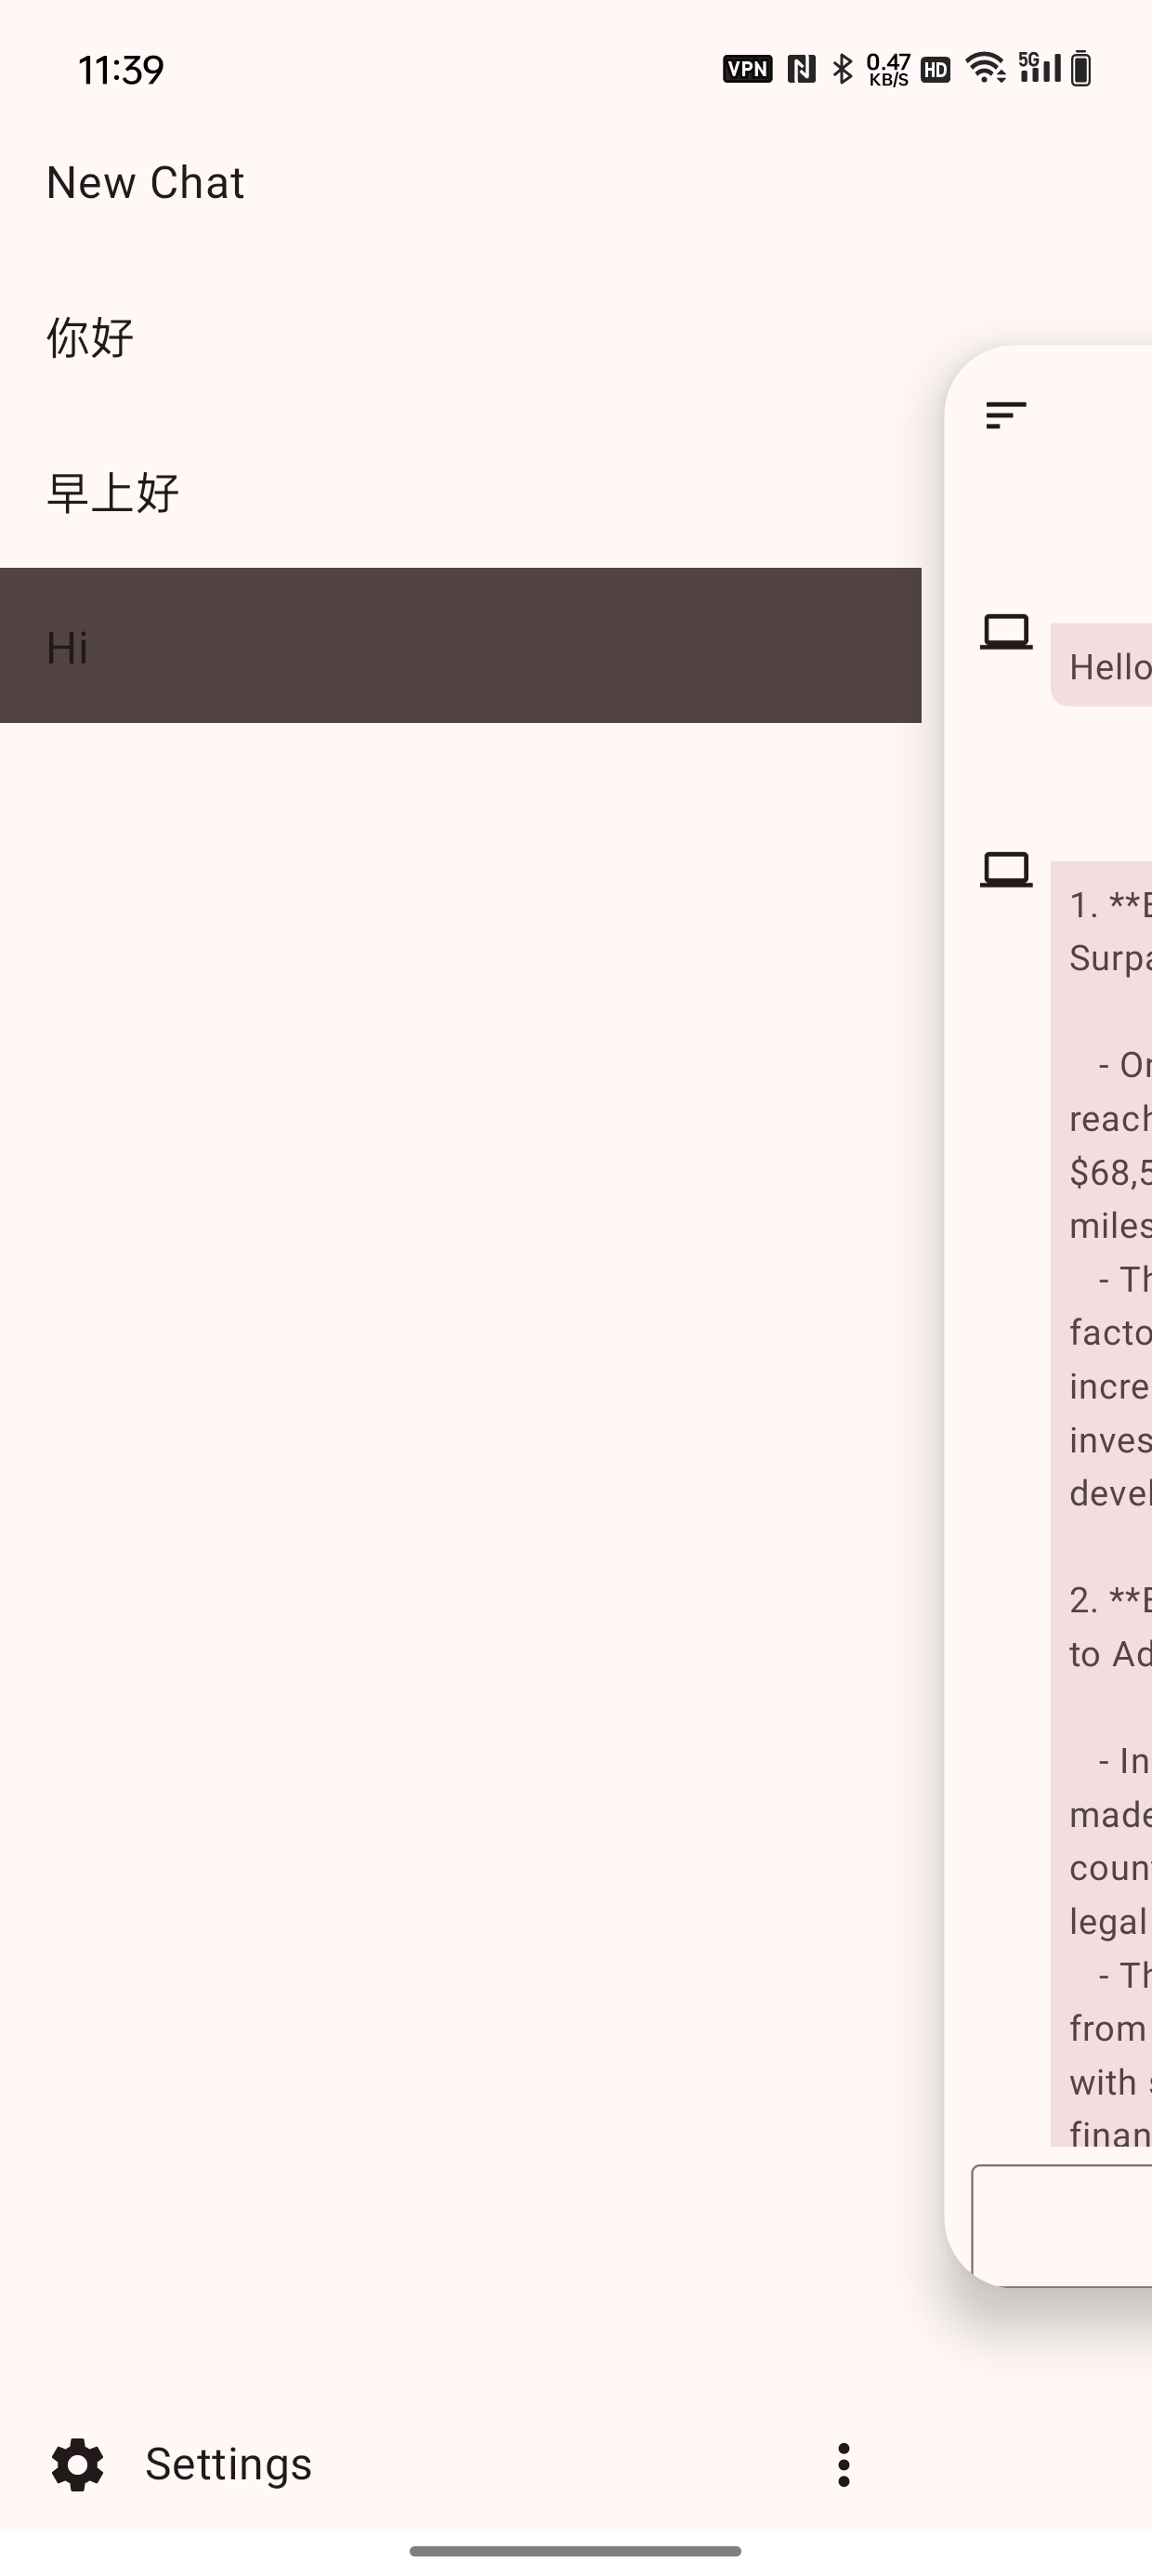 11:39
VPN
0.47
KB/S
HD
5G
New Chat
你好
早上好
Hi
Hello
1. **
Surpa
- On
reach
$68,5
miles
- Th
facto
incre
inves
devel
2. **
to Ad
- In
made
count
legal
- Th
from
with
finan
Settings